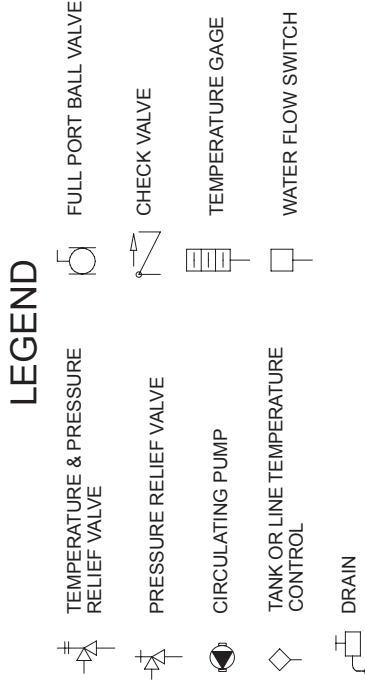 LEGEND
TEMPERATURE & PRESSURE
RELIEF VALVE
PRESSURE RELIEF VALVE
CIRCULATING PUMP
TANK OR LINE TEMPERATURE
CONTROL
DRAIN
FULL PORT BALL VALVE
CHECK VALVE
TEMPERATURE GAGE
WATER FLOW SWITCH